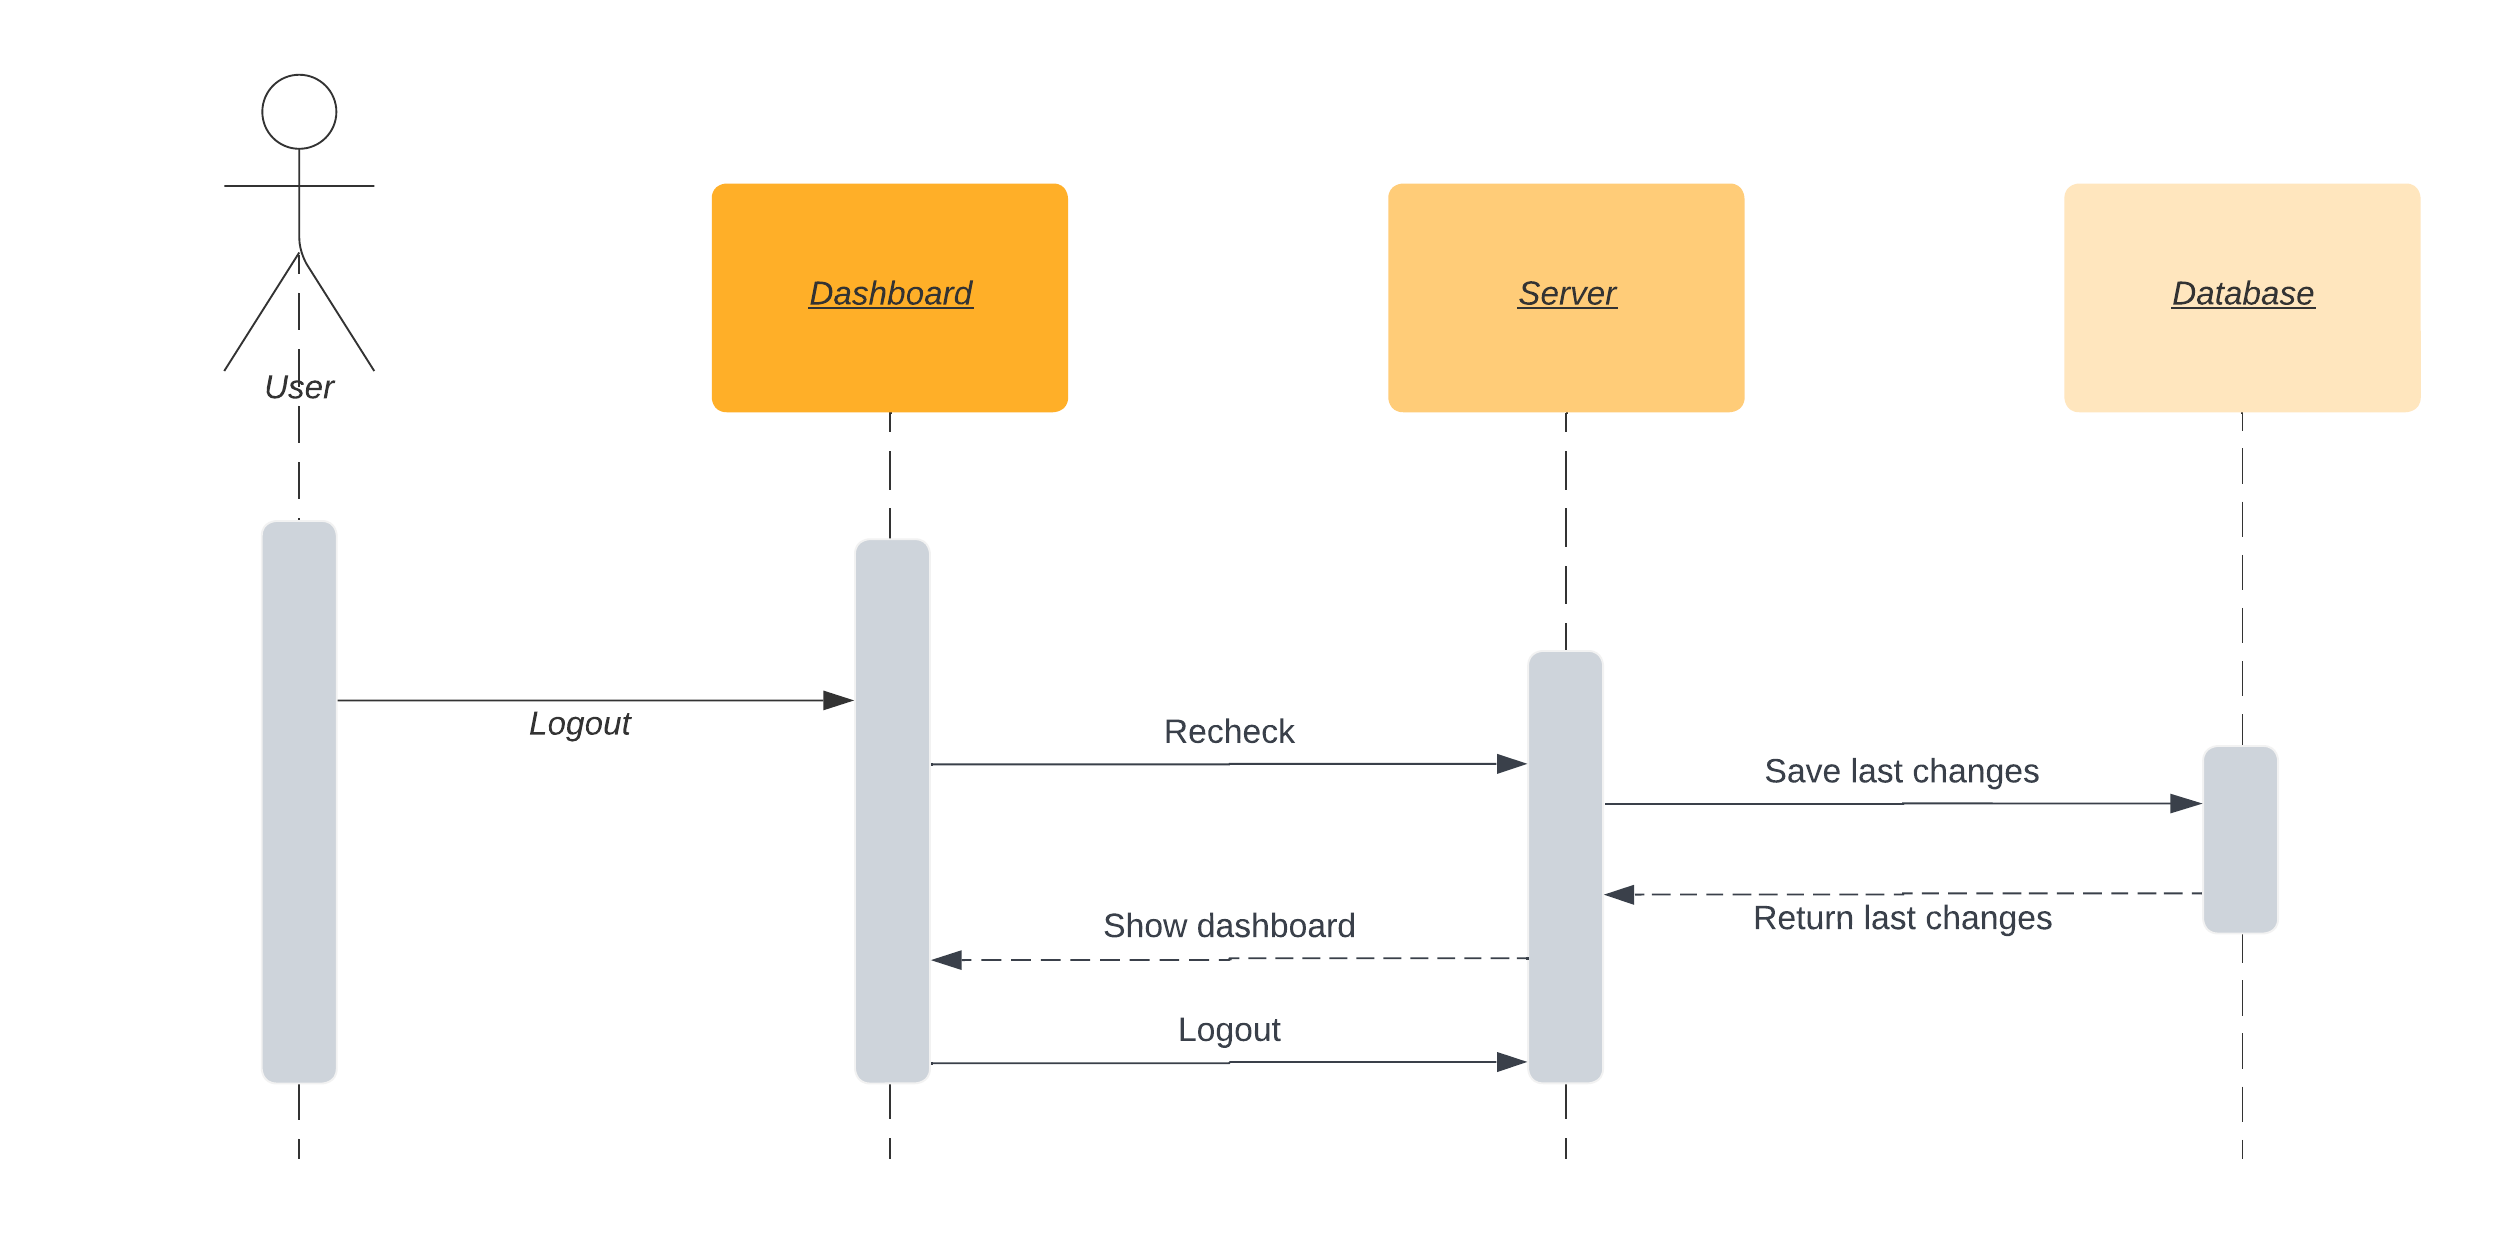 Dashboard
Server
Database
User
Logout
Recheck
Save last changes
Return last changes
Show dashboard
Logout